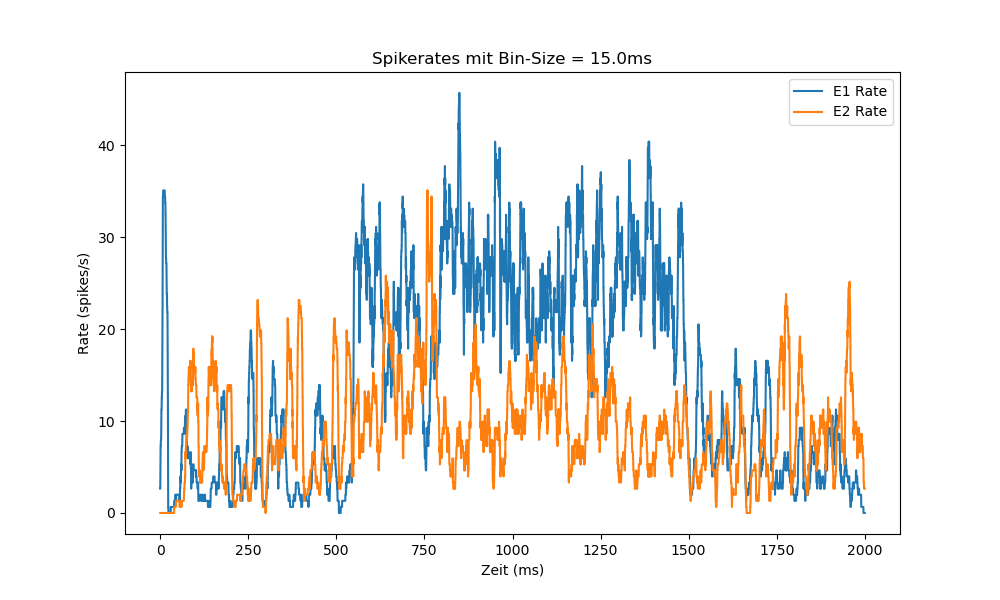 Spikerates mit Bin-Size = 15.0ms
E1 Rate
E2 Rate
40
30
20
10
0
Rate (spikes/s)
0 250 500 750 1000 1250 1500 1750 2000
Zeit (ms)